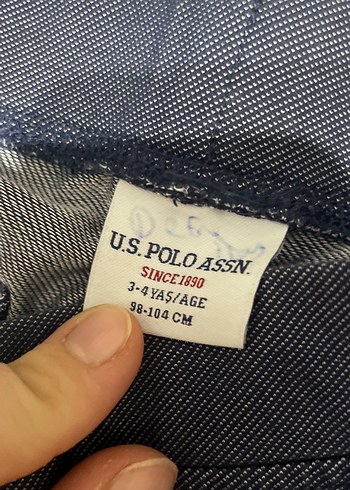 U.S. POLO ASSN.
SINCE 1890
3-4 YAŞ/AGE
98-104 CM